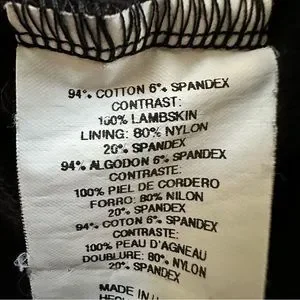 94% COTTON 6% SPANDEX
CONTRAST:
100% LAMBSKIN
LINING: 80% NYLON
20% SPANDEX
94% ALGODON 6% SPANDEX
CONTRASTE:
100% PIEL DE CORDERO
FORRO: 80% NILON
20% SPANDEX
94% COTON 6% SPANDEX
CONTRASTE:
100% PEAU D'AGNEAU
DOUBLURE: 80% NYLON
20% SPANDEX
MADE IN